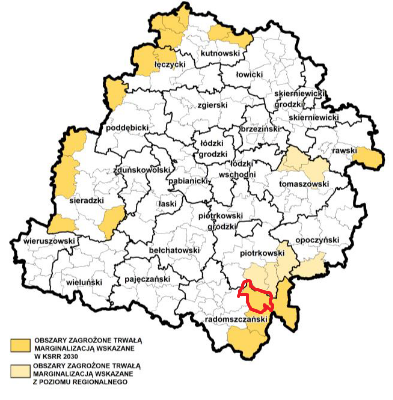 kutnowski
łęczycki
łowicki
skierniewicki
grodzki
skierniewicki
zgierski
brzeziński
poddębicki
łódzki
grodzki
rawski
łódzki
wschodni
zduńskowolski
pabianicki
tomaszowski
sieradzki
łaski
piotrkowski
grodzki
wieruszowski
opoczyński
bełchatowski
piotrkowski
wieluński
pajęczański
radomszczański
OBSZARY ZAGROŻONE TRWAŁĄ
MARGINALIZACJĄ WSKAZANE
W KSRR 2030
OBSZARY ZAGROŻONE TRWAŁĄ
MARGINALIZACJĄ WSKAZANE
Z POZIOMU REGIONALNEGO